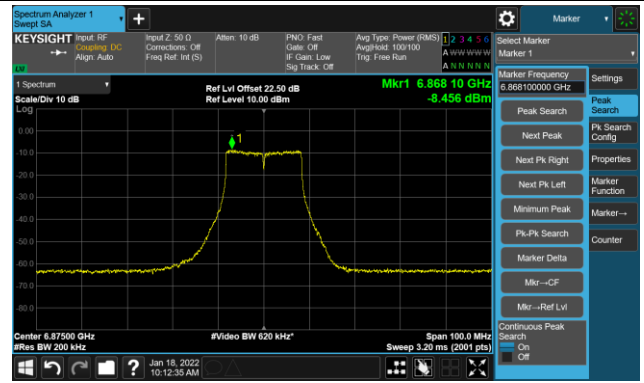 Spectrum Analyzer 1
Swept SA
+
Marker
KEYSIGHT
Input: RF
Coupling: DC
Align: Auto
Input Z: 50 Ω
Corrections: Off
Freq Ref: Int (S)
Atten: 10 dB
PNO: Fast
Gate: Off
IF Gain: Low
Sig Track: Off
Avg Type: Power (RMS)
Avg|Hold: 100/100
Trig: Free Run
1 2 3 4 5 6
A W W W W W
A N N N N N
Select Marker
Marker 1
1 Spectrum
Scale/Div 10 dB
Log
Ref Lvl Offset 22.50 dB
Ref Level 10.00 dBm
Mkr1 6.868 10 GHz
-8.456 dBm
1
0.00
-10.0
-20.0
-30.0
-40.0
-50.0
-60.0
-70.0
-80.0
Center 6.87500 GHz
#Res BW 200 kHz
#Video BW 620 kHz*
Span 100.0 MHz
Sweep 3.20 ms (2001 pts)
Marker Frequency
6.868100000 GHz
Peak Search
Next Peak
Next Pk Right
Next Pk Left
Minimum Peak
Pk-Pk Search
Marker Delta
Mkr→CF
Mkr→Ref Lvl
Continuous Peak
Search
On
Off
Settings
Peak
Search
Pk Search
Config
Properties
Marker
Function
Marker→
Counter
?
Jan 18, 2022
10:12:35 AM